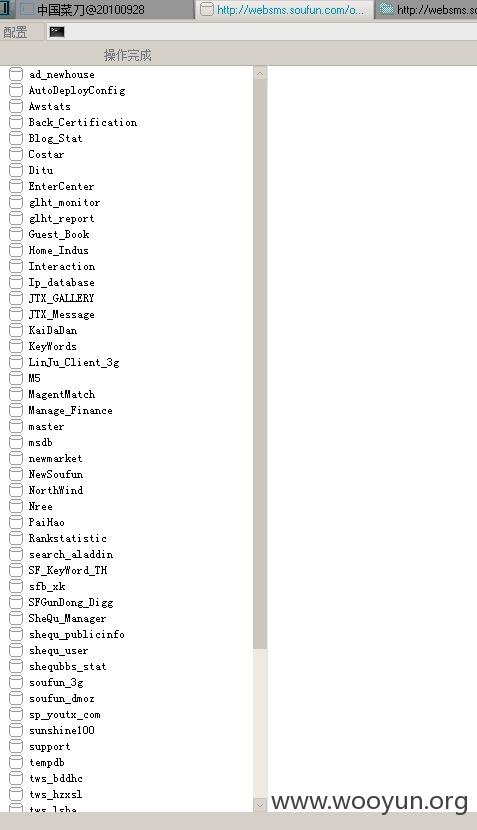 中国菜刀@20100928
http://websms.soufun.com/o...
http://websms.so
配置
操作完成
ad_newhouse
AutoDeployConfig
Awstats
Back_Certification
Blog_Stat
Costar
Ditu
EnterCenter
glht_monitor
glht_report
Guest_Book
Home_Indus
Interaction
Ip_database
JTX_GALLERY
JTX_Message
KaiDaDan
KeyWords
LinJu_Client_3g
M5
MagentMatch
Manage_Finance
master
msdb
newmarket
NewSoufun
NorthWind
Nree
PaiHao
Rankstatistic
search_aladdin
SF_KeyWord_TH
sfb_xk
SFGunDong_Digg
SheQu_Manager
shequ_publicinfo
shequ_user
shequbbs_stat
soufun_3g
soufun_dmoz
sp_youtx_com
sunshine100
support
tempdb
tws_bddhc
tws_hzxsl
tws_lsba
www.wooyun.org